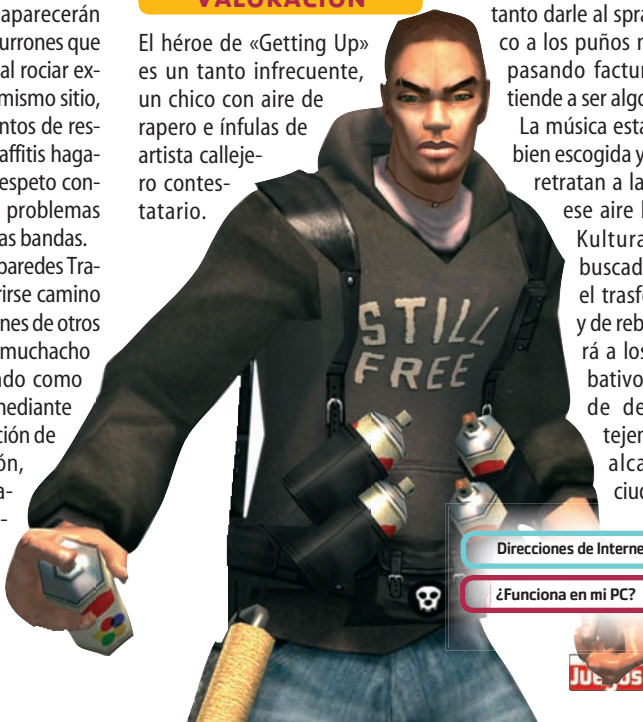 aparecerán
urrones que
al rociar ex-
mismo sitio,
ntos de res-
affitis haga-
espeto con-
problemas
as bandas.
paredes Tra-
rirse camino
nes de otros
muchacho
do como
mediante
ción de
ón,
a-
-
VALORACIÓN
El héroe de «Getting Up»
es un tanto infrecuente,
un chico con aire de
rapero e ínfulas de
artista calleje-
ro contes-
tatario.
tanto darle al spra
co a los puños
pasando factur
tiende a ser algo
La música esta
bien escogida y
retratan a la
ese aire
Kultura
buscad
el trasfo
y de reb
rá a los
bativo
de de
tejem
alca
ciud
STILL
FREE
Direcciones de Interne
¿Funciona en mi PC?
Juegos